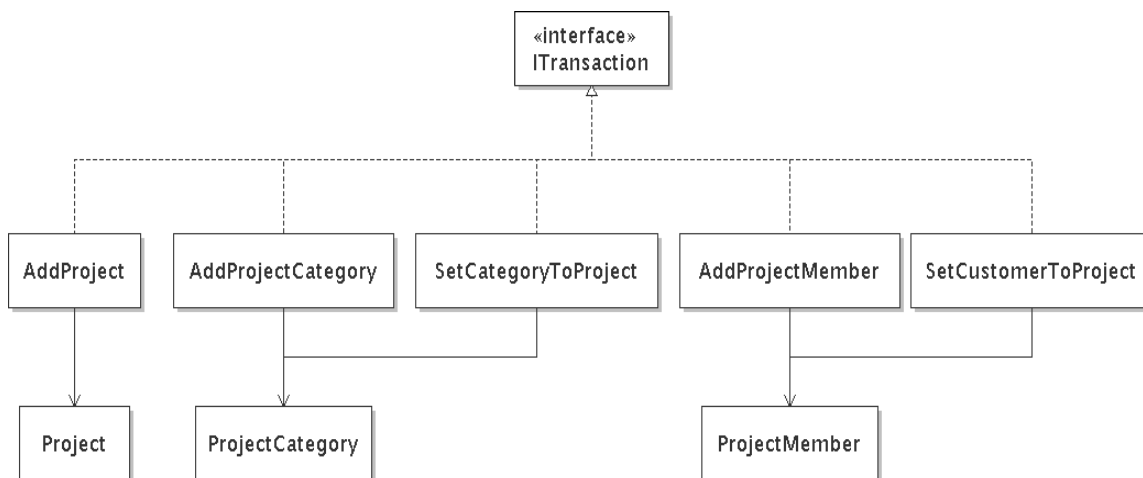 «interface»
ITransaction
AddProject
AddProjectCategory
SetCategoryToProject
AddProjectMember
SetCustomerToProject
Project
ProjectCategory
ProjectMember